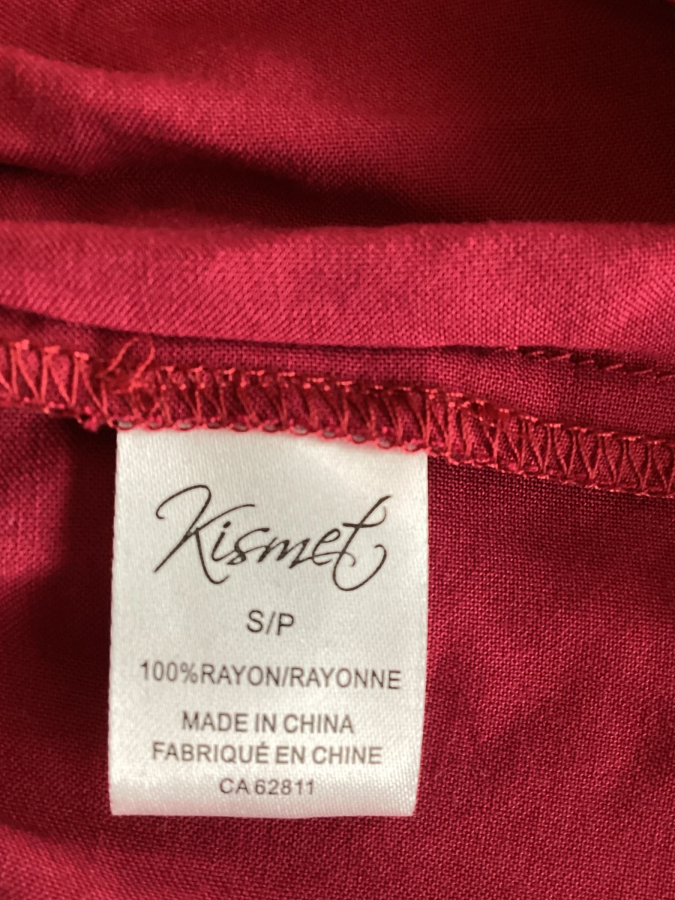 Kismet
S/P
100%RAYON/RAYONNE
MADE IN CHINA
FABRIQUÉ EN CHINE
CA 62811